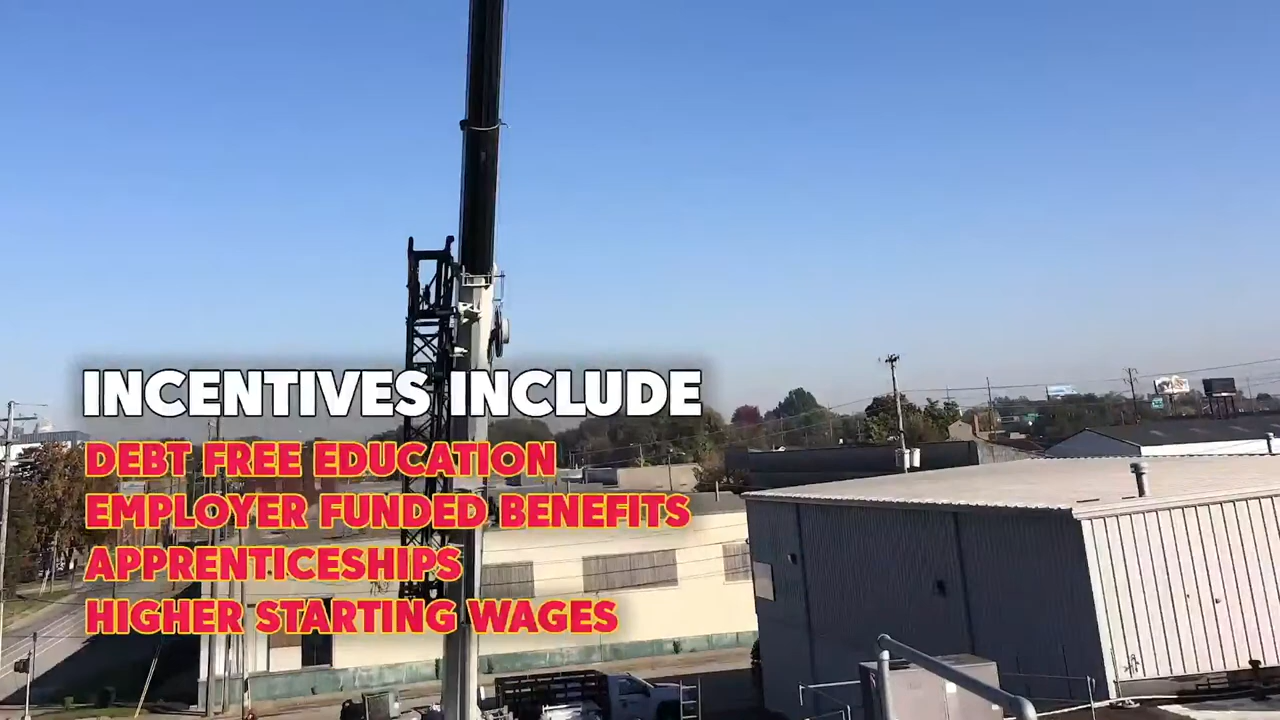 INCENTIVES INCLUDE
DEBT FREE EDUCATION
EMPLOYER FUNDED BENEFITS
APPRENTICESHIPS
HIGHER STARTING WAGES